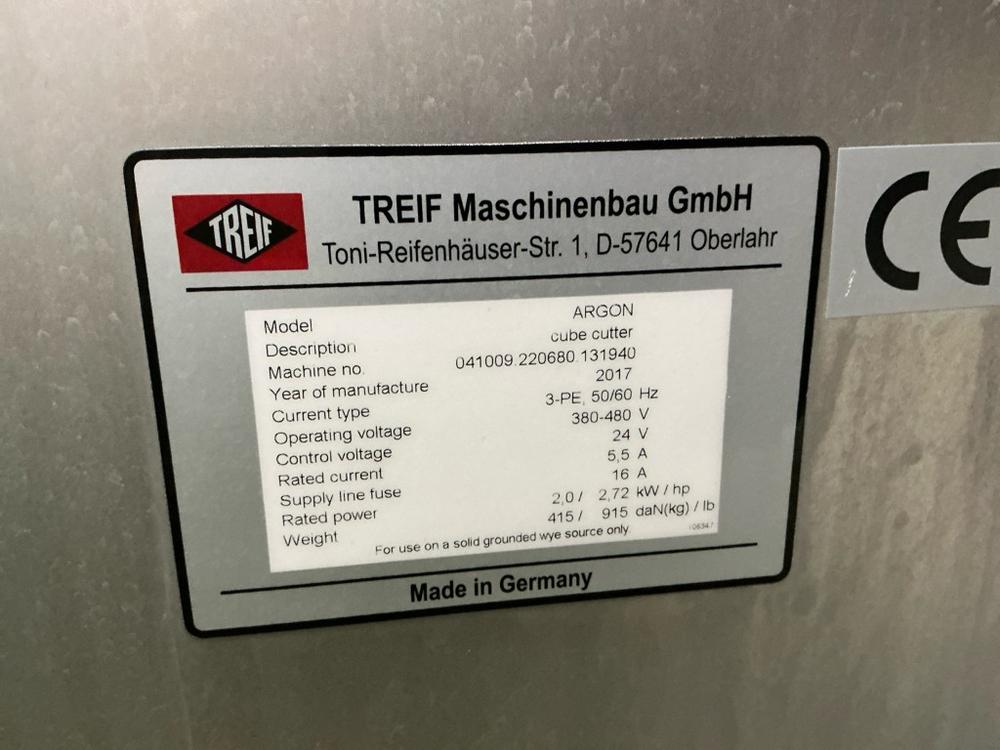 TREIF
TREIF Maschinenbau GmbH
Toni-Reifenhäuser-Str. 1, D-57641 Oberlahr
CE
Model ARGON
Description cube cutter
Machine no. 041009.220680.131940
Year of manufacture 2017
Current type 3-PE, 50/60 Hz
Operating voltage 380-480 V
Control voltage 24 V
Rated current 5,5 A
Supply line fuse 16 A
Rated power 2,0 / 2,72 kW / hp
Weight 415 / 915 daN(kg) / lb
For use on a solid grounded wye source only.
Made in Germany